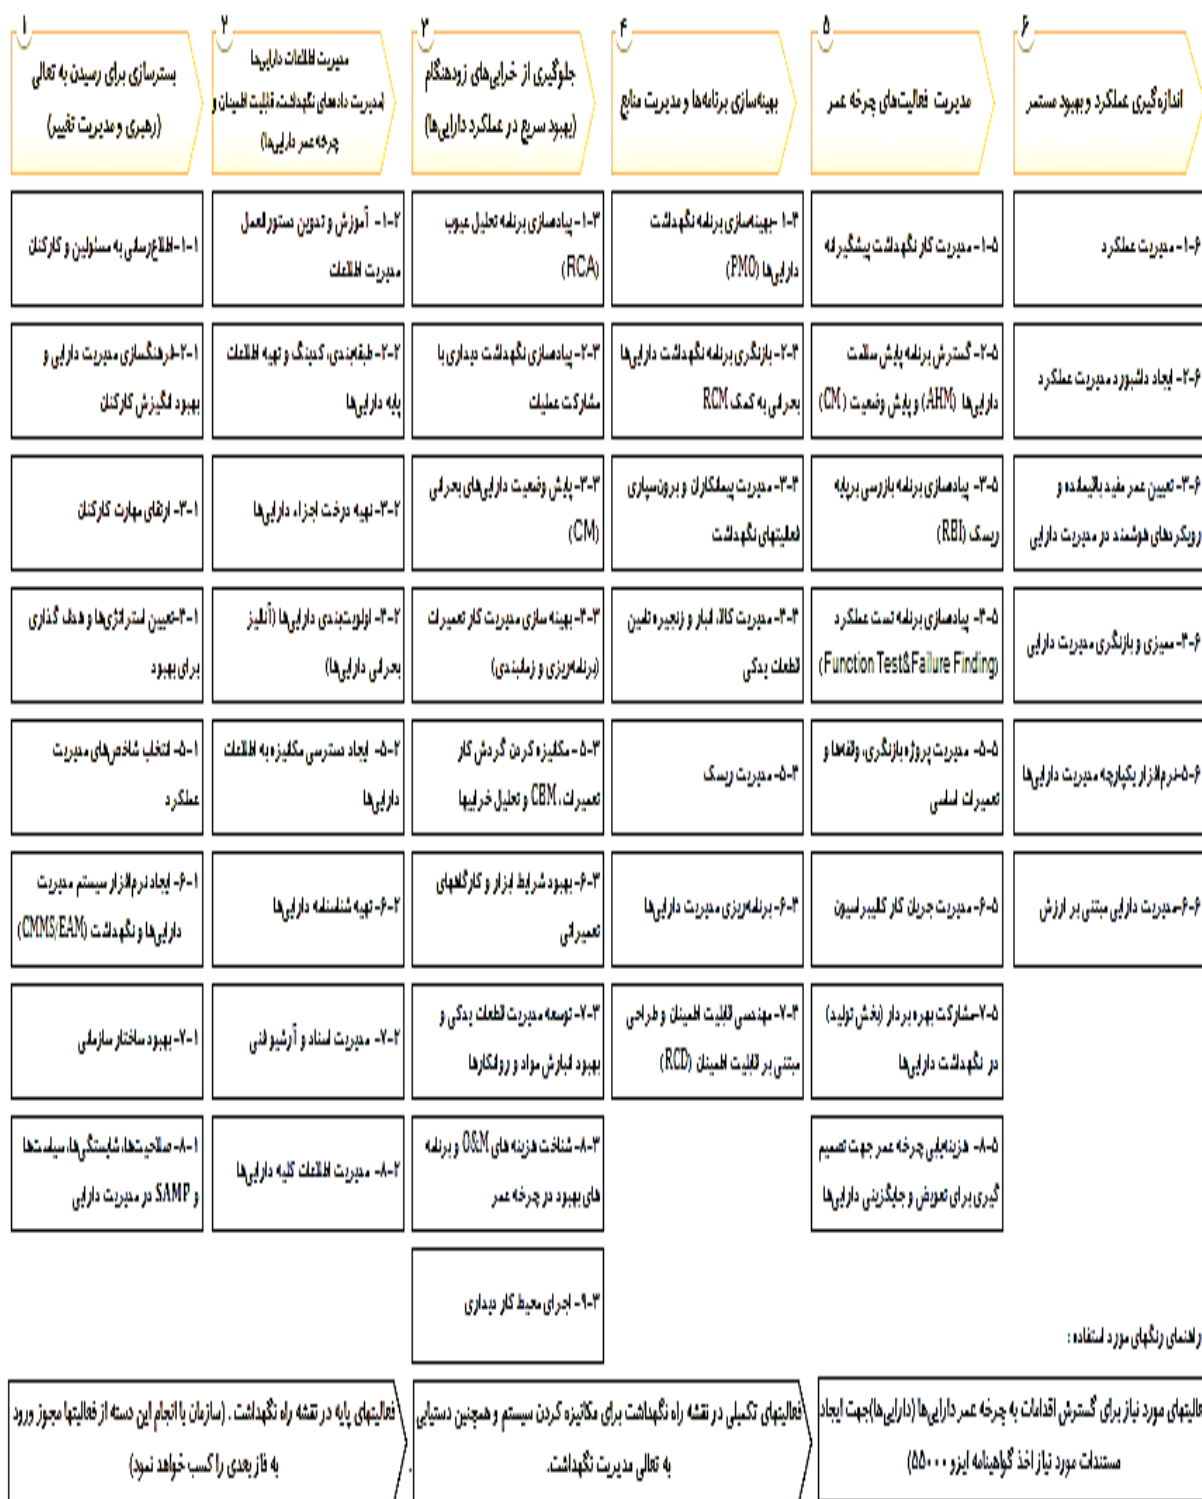 ۱
بسترسازی برای رسیدن به تعالی
(رهبری و مدیریت تغییر)
۱-۱-اطلاع‌رسانی به مسئولین و کارکنان
۲-۱-فرهنگسازی مدیریت دارایی و
بهبود انگیزش کارکنان
۳-۱- ارتقای مهارت کارکنان
۴-۱-تعیین استراتژی‌ها و هدف گذاری
برای بهبود
۵-۱- انتخاب شاخص‌های مدیریت
عملکرد
۶-۱- ایجاد نرم‌افزار سیستم مدیریت
دارایی‌ها و نگهداشت (CMMS/EAM)
۷-۱- بهبود ساختار سازمانی
۸-۱- صلاحیت‌ها، شایستگی‌ها، سیاست‌ها
و SAMP در مدیریت دارایی
۲
مدیریت اطلاعات دارایی‌ها
(مدیریت داده‌های نگهداشت، قابلیت اطمینان و
چرخه عمر دارایی‌ها)
۱-۲- آموزش و تدوین دستورالعمل
مدیریت اطلاعات
۲-۲- طبقه‌بندی، کدینگ و تهیه اطلاعات
پایه دارایی‌ها
۳-۲- تهیه درخت اجزاء دارایی‌ها
۴-۲- اولویت‌بندی دارایی‌ها (آنالیز
بحرانی دارایی‌ها)
۵-۲- ایجاد دسترسی مکانیزه به اطلاعات
دارایی‌ها
۶-۲- تهیه شناسنامه دارایی‌ها
۷-۲- مدیریت اسناد و آرشیو فنی
۸-۲- مدیریت اطلاعات کلیه دارایی‌ها
۳
جلوگیری از خرابی‌های زودهنگام
(بهبود سریع در عملکرد دارایی‌ها)
۱-۳- پیاده‌سازی برنامه تحلیل عیوب
(RCA)
۲-۳- پیاده‌سازی نگهداشت دیداری با
مشارکت عملیات
۳-۳- پایش وضعیت دارایی‌های بحرانی
(CM)
۴-۳- بهینه سازی مدیریت کار تعمیرات
(برنامه‌ریزی و زمانبندی)
۵-۳- مکانیزه کردن گردش کار
تعمیرات، CBM و تحلیل خرابیها
۶-۳- بهبود شرایط ابزار و کارگاههای
تعمیراتی
۷-۳- توسعه مدیریت قطعات یدکی و
بهبود انبارش مواد و روانکارها
۸-۳- شناخت هزینه های O&M و برنامه
های بهبود در چرخه عمر
۹-۳- اجرای محیط کار دیداری
۴
بهینه‌سازی برنامه‌ها و مدیریت منابع
۱-۴- بهینه‌سازی برنامه نگهداشت
دارایی‌ها (PMO)
۲-۴- بازنگری برنامه نگهداشت دارایی‌ها
بحرانی به کمک RCM
۳-۴- مدیریت پیمانکاران و برون‌سپاری
فعالیتهای نگهداشت
۴-۴- مدیریت کالا، انبار و زنجیره تامین
قطعات یدکی
۵-۴- مدیریت ریسک
۶-۴- برنامه‌ریزی مدیریت دارایی‌ها
۷-۴- مهندسی قابلیت اطمینان و طراحی
مبتنی بر قابلیت اطمینان (RCD)
۵
مدیریت فعالیت‌های چرخه عمر
۱-۵- مدیریت کار نگهداشت پیشگیرانه
۲-۵- گسترش برنامه پایش سلامت
دارایی‌ها (AHM) و پایش وضعیت (CM)
۳-۵- پیاده‌سازی برنامه بازرسی برپایه
ریسک (RBI)
۴-۵- پیاده‌سازی برنامه تست عملکرد
(Function Test&Failure Finding)
۵-۵- مدیریت پروژه بازنگری، وقفه‌ها و
تعمیرات اساسی
۶-۵- مدیریت جریان کار کالیبراسیون
۷-۵-مشارکت بهره بردار (بخش تولید)
در نگهداشت دارایی‌ها
۸-۵- هزینه‌یابی چرخه عمر جهت تصمیم
گیری برای تعویض و جایگزینی دارایی‌ها
۶
اندازه‌گیری عملکرد و بهبود مستمر
۱-۶- مدیریت عملکرد
۲-۶- ایجاد داشبورد مدیریت عملکرد
۳-۶- تعیین عمر مفید باقیمانده و
رویکردهای هوشمند در مدیریت دارایی
۴-۶- ممیزی و بازنگری مدیریت دارایی
۵-۶-نرم‌افزار یکپارچه مدیریت دارایی‌ها
۶-۶-مدیریت دارایی مبتنی بر ارزش
راهنمای رنگهای مورد استفاده :
فعالیتهای پایه در نقشه راه نگهداشت . (سازمان با انجام این دسته از فعالیتها مجوز ورود
به فاز بعدی را کسب خواهد نمود)
فعالیتهای تکمیلی در نقشه راه نگهداشت برای مکانیزه کردن سیستم و همچنین دستیابی
به تعالی مدیریت نگهداشت.
عالیتهای مورد نیاز برای گسترش اقدامات به چرخه عمر دارایی‌ها (دارایی‌ها)جهت ایجاد
مستندات مورد نیاز اخذ گواهینامه ایزو ۵۵۰۰۰)